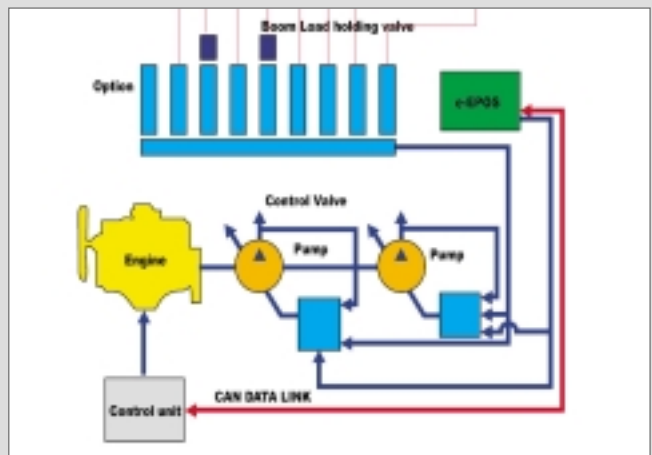 Boom Load holding valve
Option
e-EPOS
Control Valve
Engine
Pump
Pump
CAN DATA LINK
Control unit